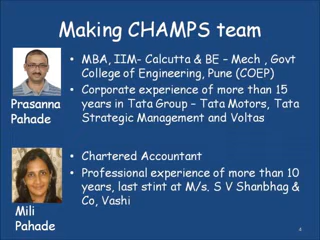 Making CHAMPS team
• MBA, IIM- Calcutta & BE – Mech , Govt
College of Engineering, Pune (COEP)
• Corporate experience of more than 15
years in Tata Group – Tata Motors, Tata
Strategic Management and Voltas
Prasanna
Pahade
• Chartered Accountant
• Professional experience of more than 10
years, last stint at M/s. S V Shanbhag &
Co, Vashi
Mili
Pahade
4